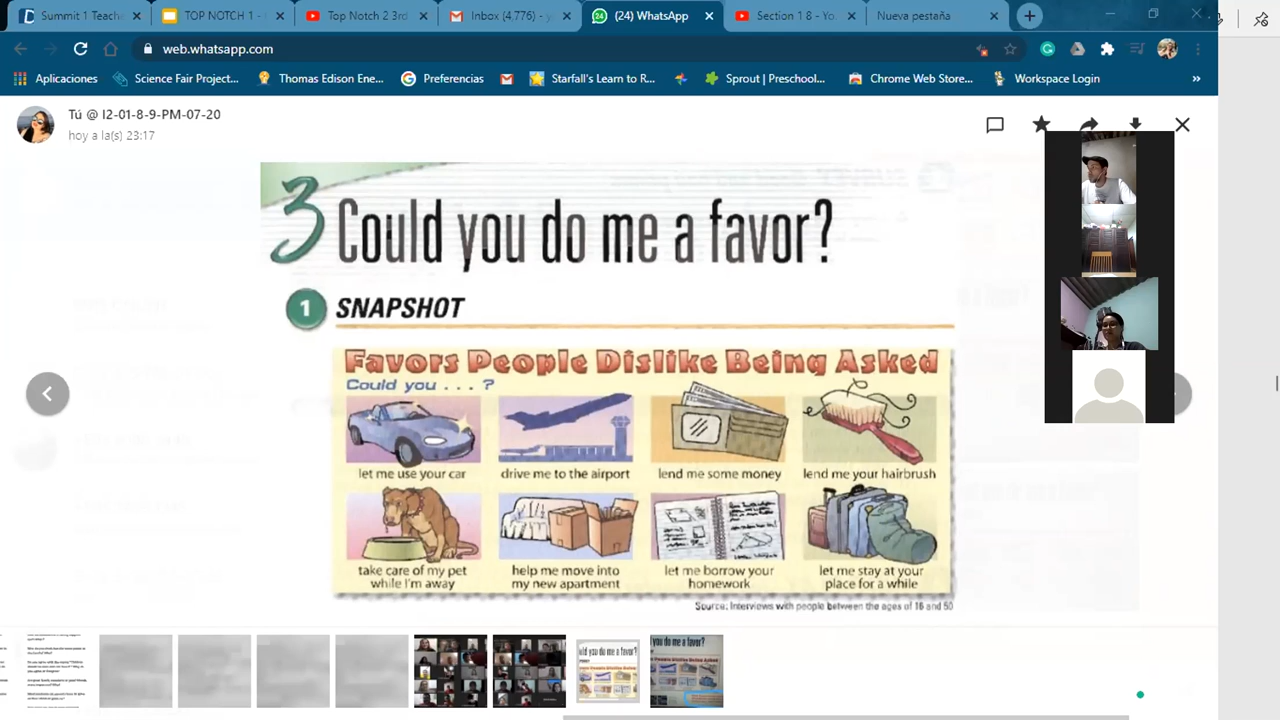 Summit 1 Teach
TOP NOTCH 1 -
Top Notch 2 3rd
Inbox (4,776) - y
(24) WhatsApp
Section 1 8 - Yo
Nueva pestaña
web.whatsapp.com
Aplicaciones
Science Fair Project...
Thomas Edison Ene...
Preferencias
Starfall's Learn to R...
Sprout | Preschool...
Chrome Web Store...
Workspace Login
»
Tú @ I2-01-8-9-PM-07-20
hoy a la(s) 23:17
3 Could you do me a favor?
1 SNAPSHOT
Favors People Dislike Being Asked
Could you . . . ?
let me use your car
drive me to the airport
lend me some money
lend me your hairbrush
take care of my pet
while I'm away
help me move into
my new apartment
let me borrow your
homework
let me stay at your
place for a while
Source: Interviews with people between the ages of 16 and 50